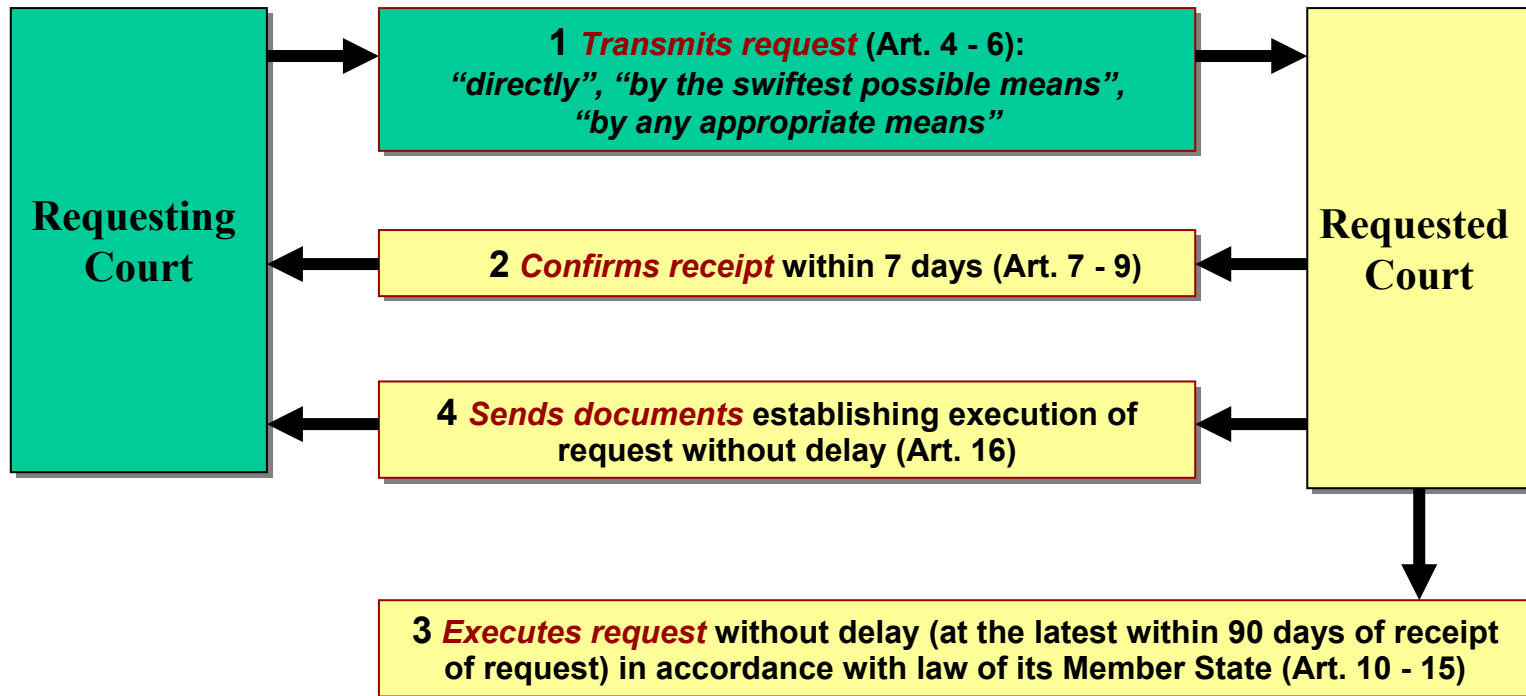 Requesting
Court
1 Transmits request (Art. 4 - 6):
“directly”, “by the swiftest possible means”,
“by any appropriate means”
Requested
Court
2 Confirms receipt within 7 days (Art. 7 - 9)
4 Sends documents establishing execution of
request without delay (Art. 16)
3 Executes request without delay (at the latest within 90 days of receipt
of request) in accordance with law of its Member State (Art. 10 - 15)